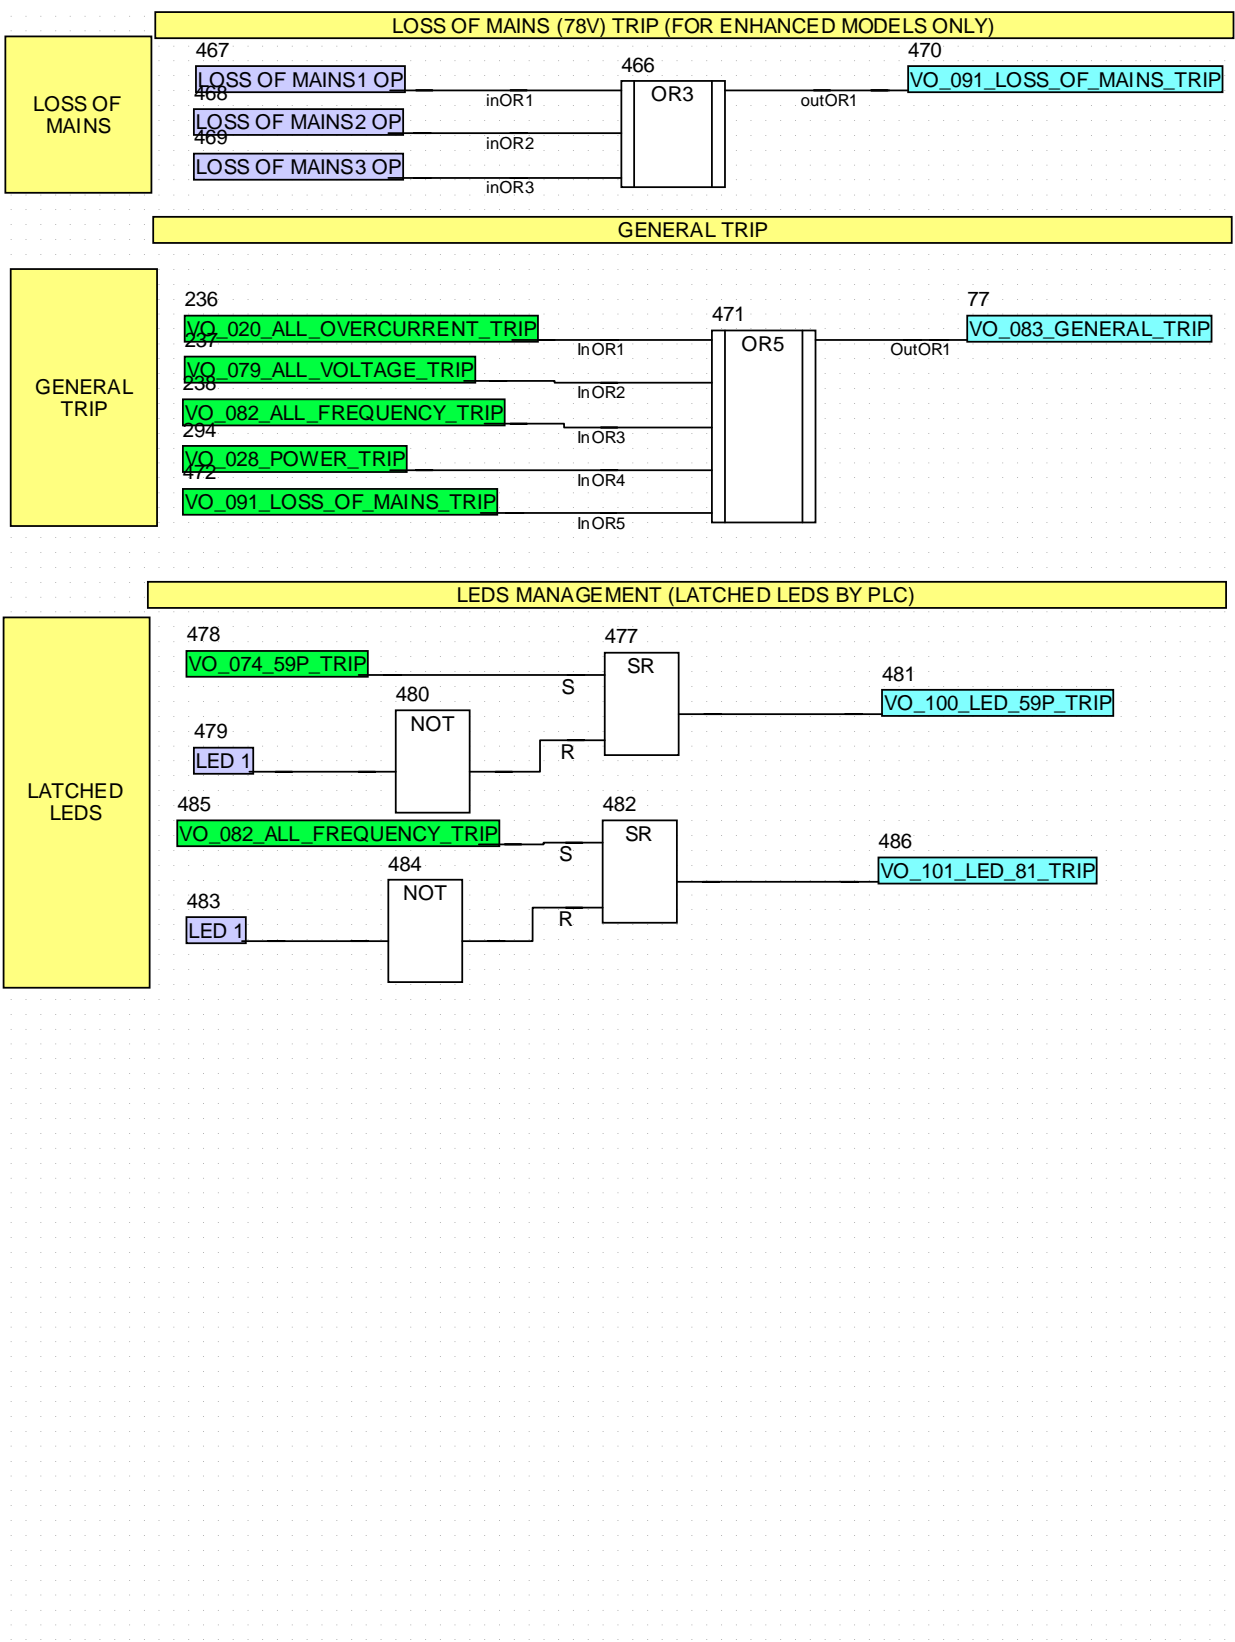 LOSS OF MAINS (78V) TRIP (FOR ENHANCED MODELS ONLY)
LOSS OF
MAINS
467
LOSS OF MAINS1 OP
468
LOSS OF MAINS2 OP
469
LOSS OF MAINS3 OP
inOR1
inOR2
inOR3
466
OR3
outOR1
470
VO_091_LOSS_OF_MAINS_TRIP
GENERAL TRIP
GENERAL
TRIP
236
VO_020_ALL_OVERCURRENT_TRIP
237
VO_079_ALL_VOLTAGE_TRIP
238
VO_082_ALL_FREQUENCY_TRIP
294
VO_028_POWER_TRIP
472
VO_091_LOSS_OF_MAINS_TRIP
InOR1
InOR2
InOR3
InOR4
InOR5
471
OR5
OutOR1
77
VO_083_GENERAL_TRIP
LEDS MANAGEMENT (LATCHED LEDS BY PLC)
LATCHED
LEDS
478
VO_074_59P_TRIP
479
LED 1
480
NOT
S
R
477
SR
481
VO_100_LED_59P_TRIP
485
VO_082_ALL_FREQUENCY_TRIP
483
LED 1
484
NOT
S
R
482
SR
486
VO_101_LED_81_TRIP